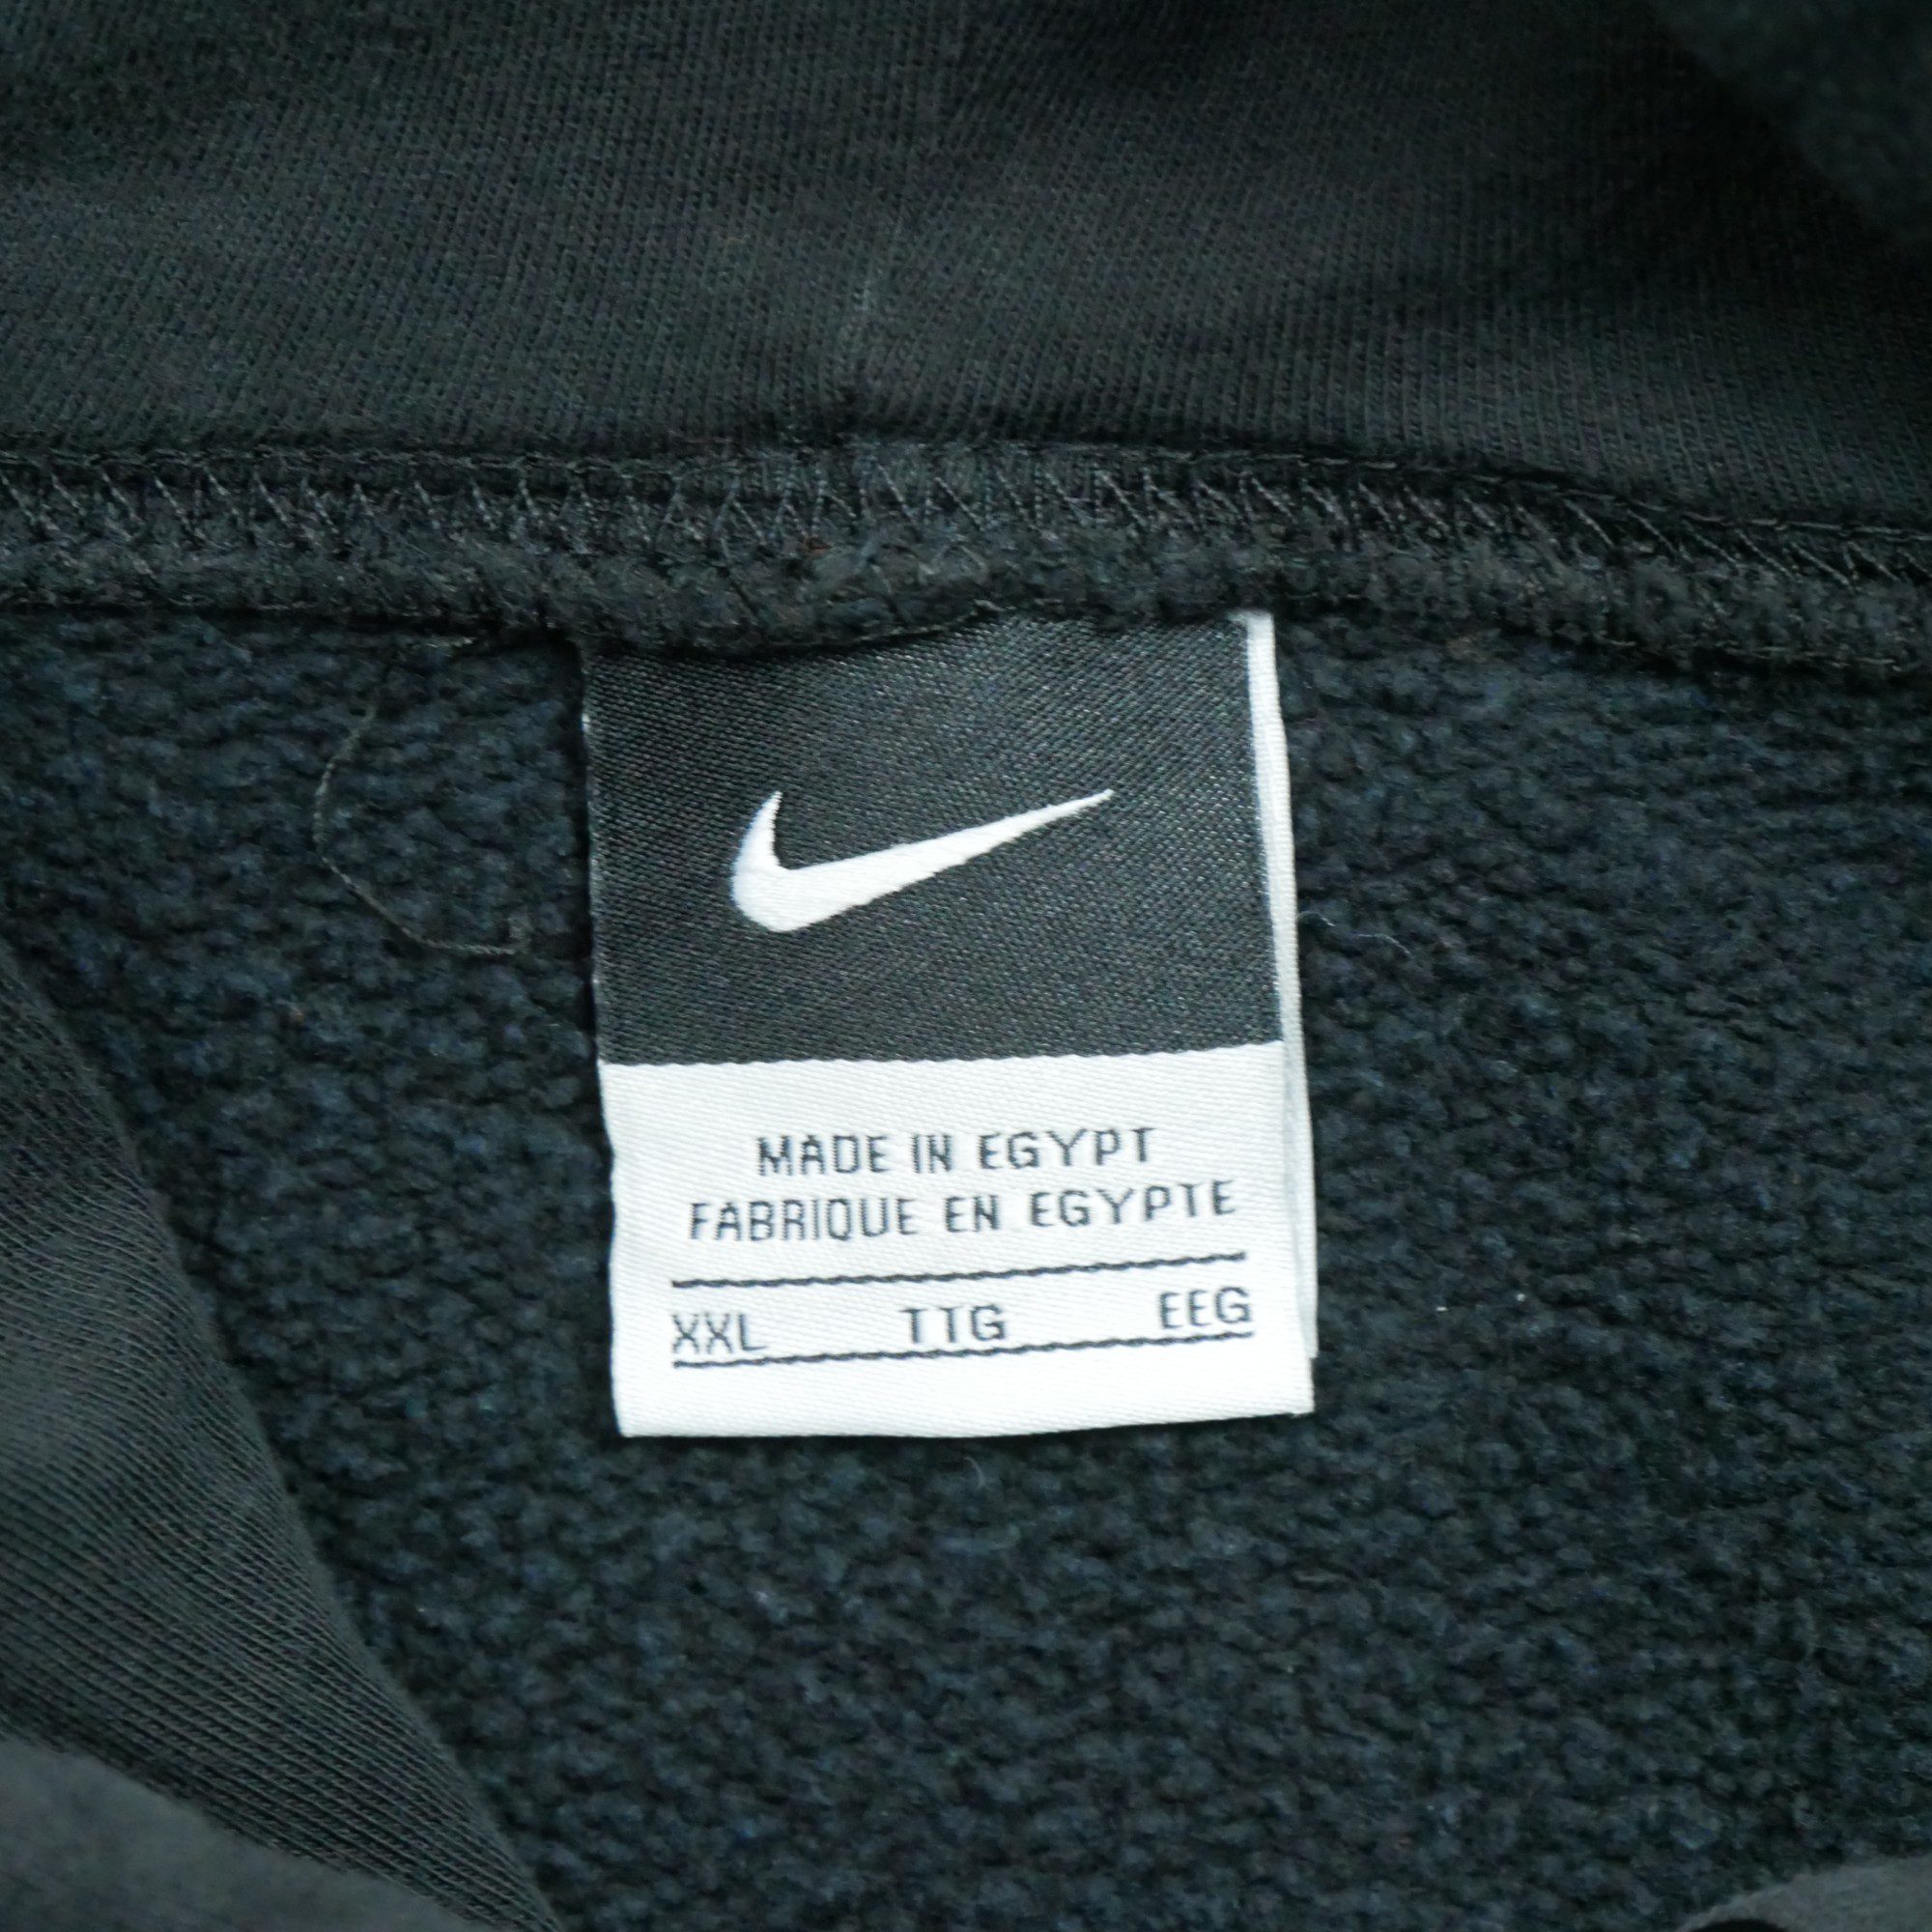 MADE IN EGYPT
FABRIQUE EN EGYPTE
XXL TTG EEG